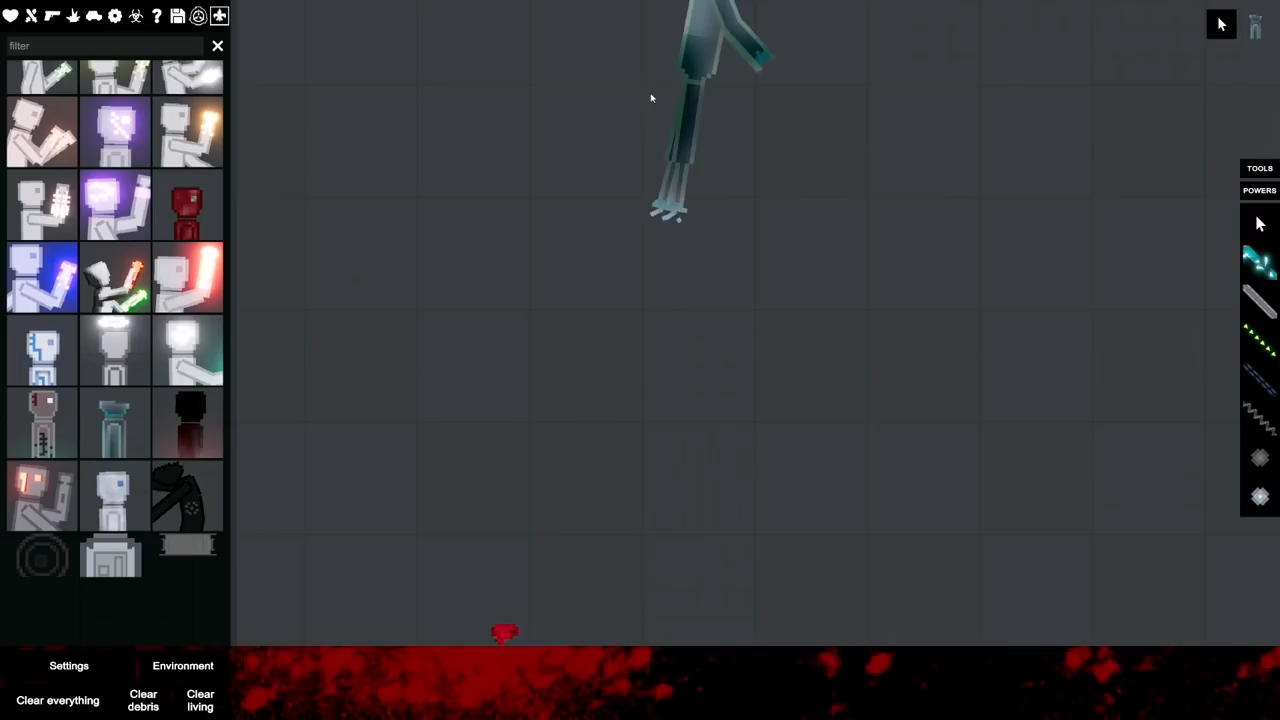 filter
TOOLS
POWERS
Settings
Environment
Clear everything
Clear
debris
Clear
living